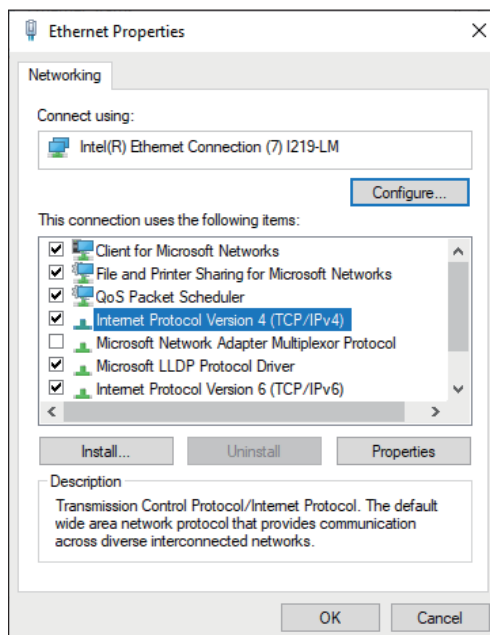 Ethernet Properties
Networking
Connect using:
Intel(R) Ethernet Connection (7) I219-LM
Configure...
This connection uses the following items:
Client for Microsoft Networks
File and Printer Sharing for Microsoft Networks
QoS Packet Scheduler
Internet Protocol Version 4 (TCP/IPv4)
Microsoft Network Adapter Multiplexor Protocol
Microsoft LLDP Protocol Driver
Internet Protocol Version 6 (TCP/IPv6)
Install... Uninstall Properties
Description
Transmission Control Protocol/Internet Protocol. The default
wide area network protocol that provides communication
across diverse interconnected networks.
OK Cancel